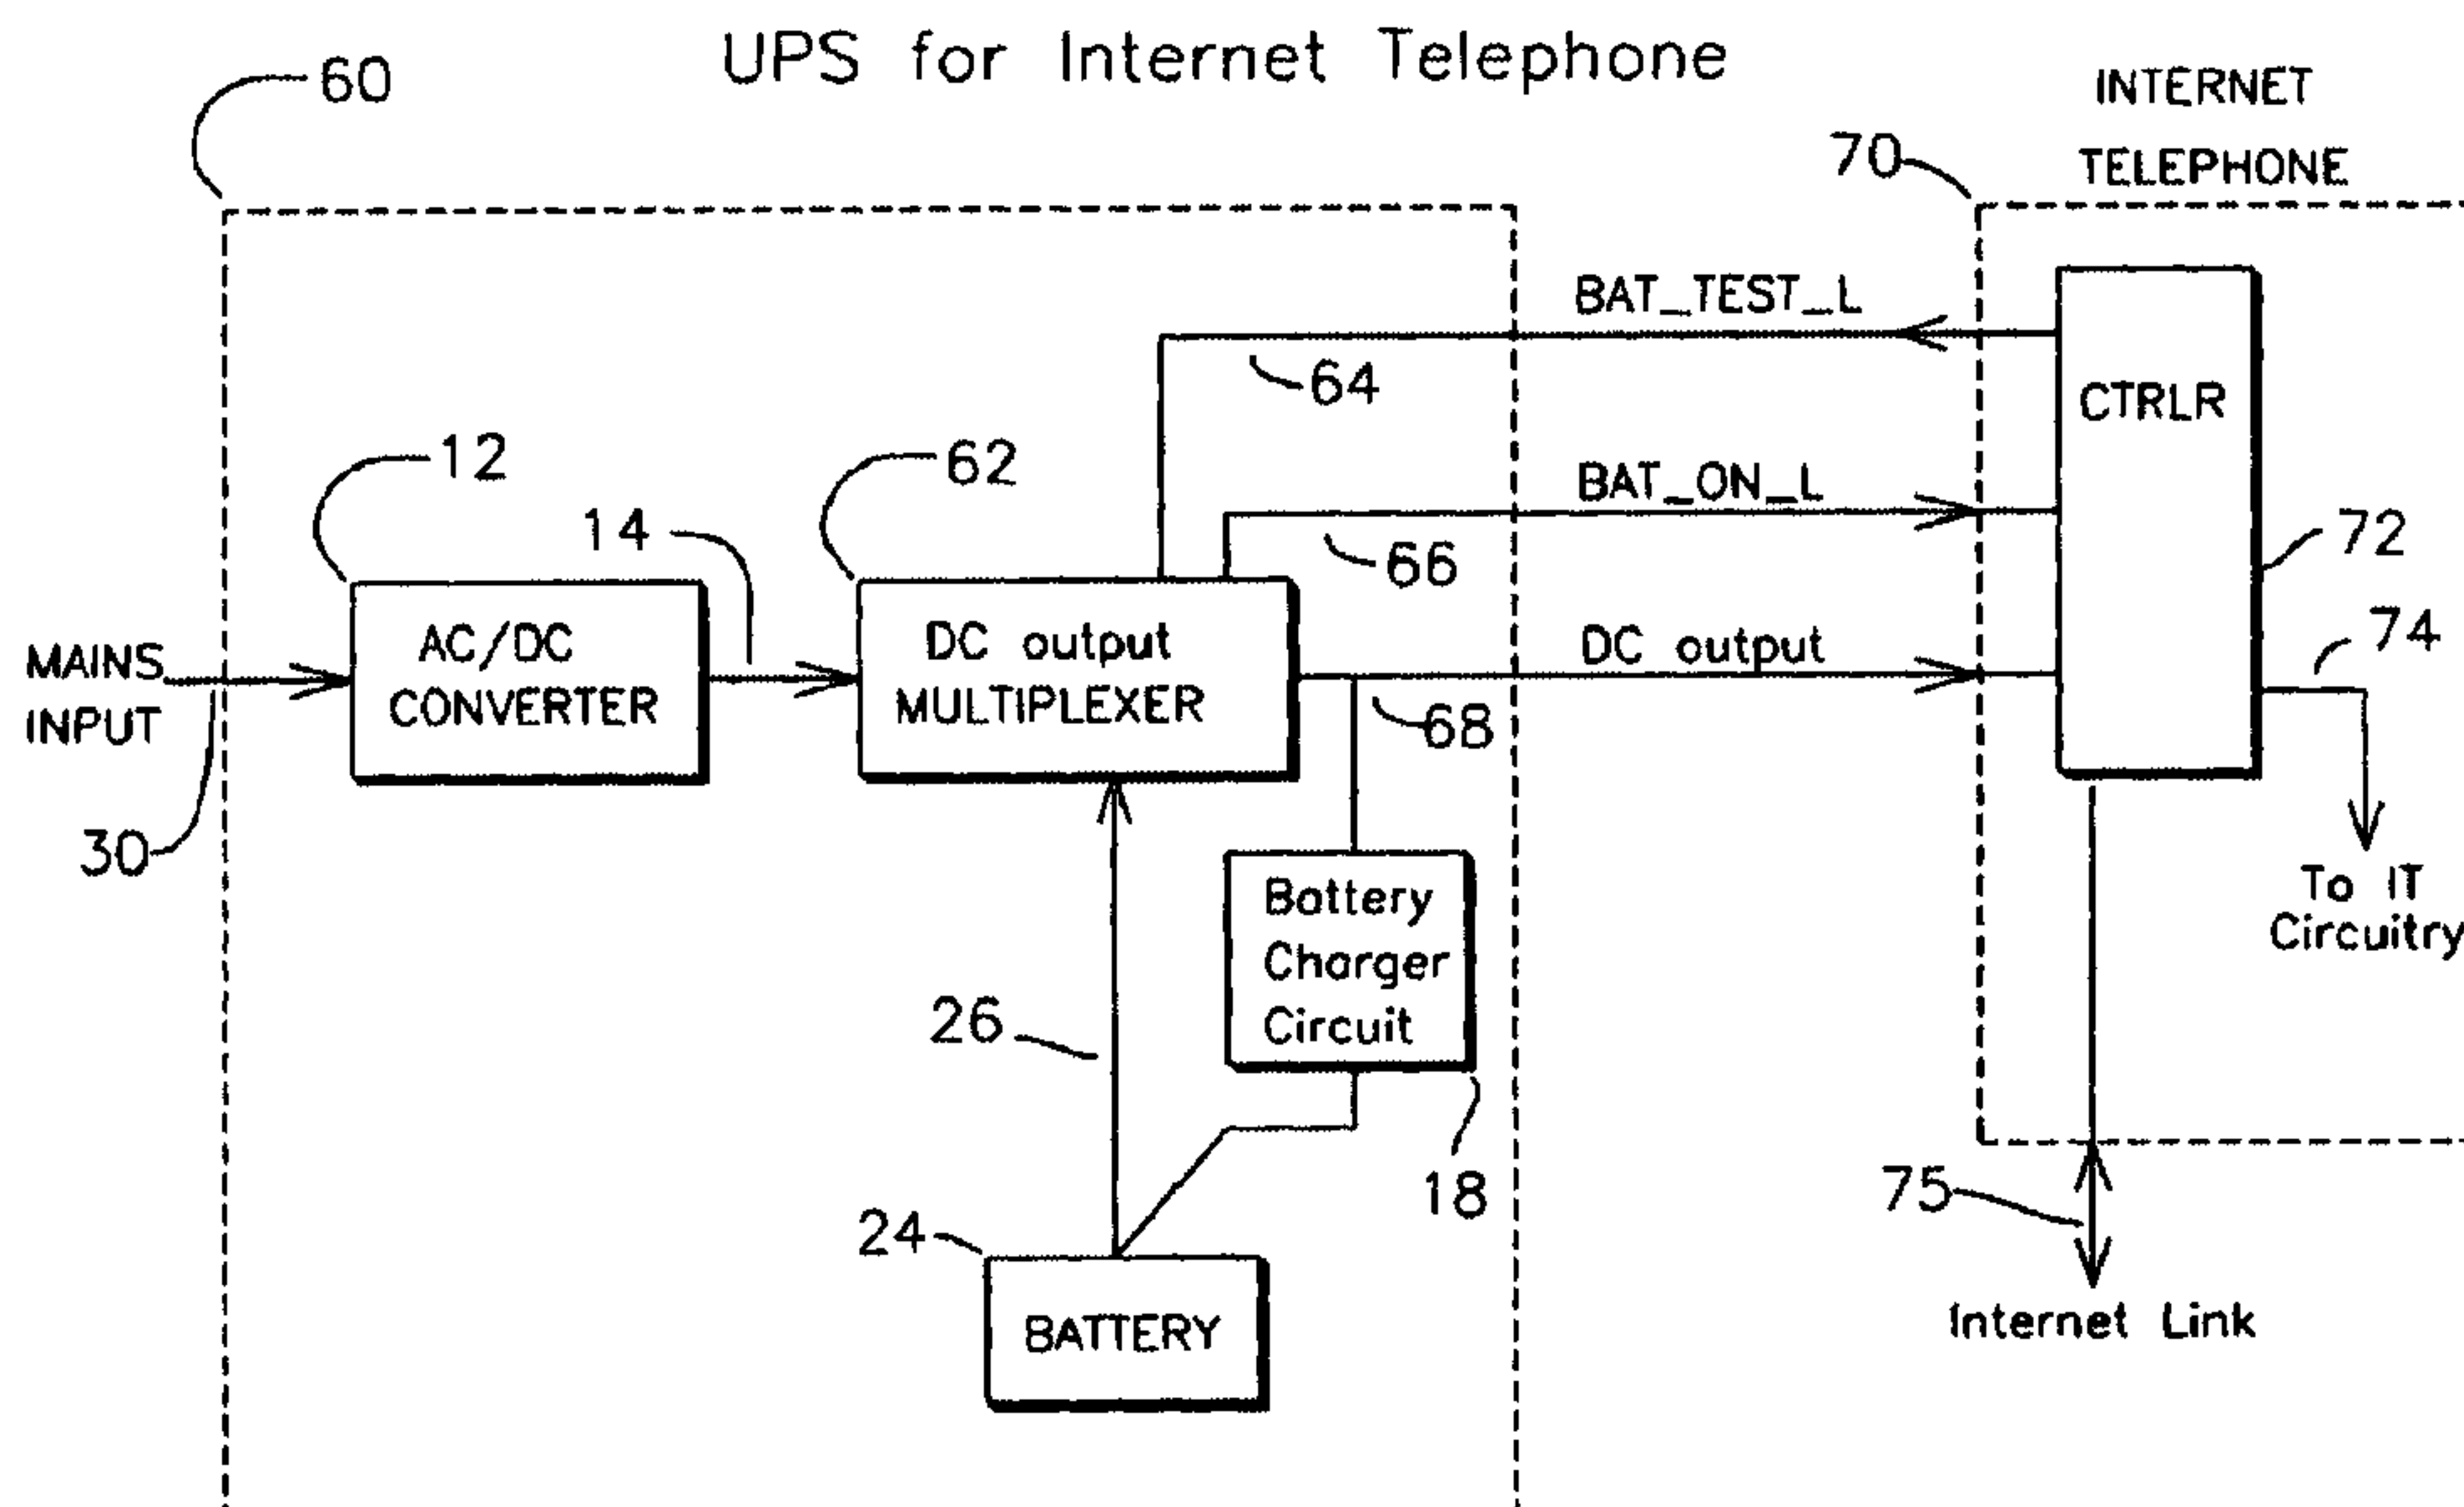 UPS for Internet Telephone
60
INTERNET
TELEPHONE
70
BAT_TEST_L
64
CTRLR
12
62
BAT_ON_L
14
66
72
MAINS
INPUT
AC/DC
CONVERTER
DC output
MULTIPLEXER
DC output
74
68
30
Battery
Charger
Circuit
To IT
Circuitry
26
18
75
24
BATTERY
Internet Link